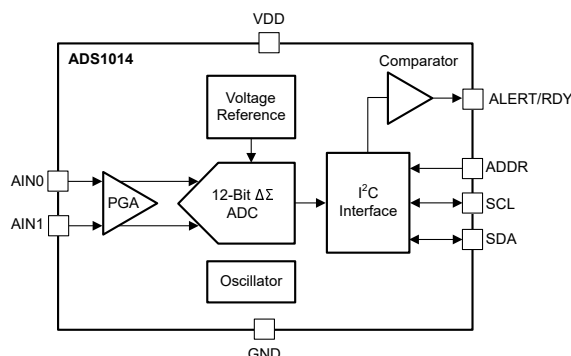 VDD
ADS1014
Comparator
Voltage
Reference
ALERT/RDY
AIN0
PGA
12-Bit ΔΣ
ADC
I²C
Interface
ADDR
SCL
AIN1
SDA
Oscillator
GND